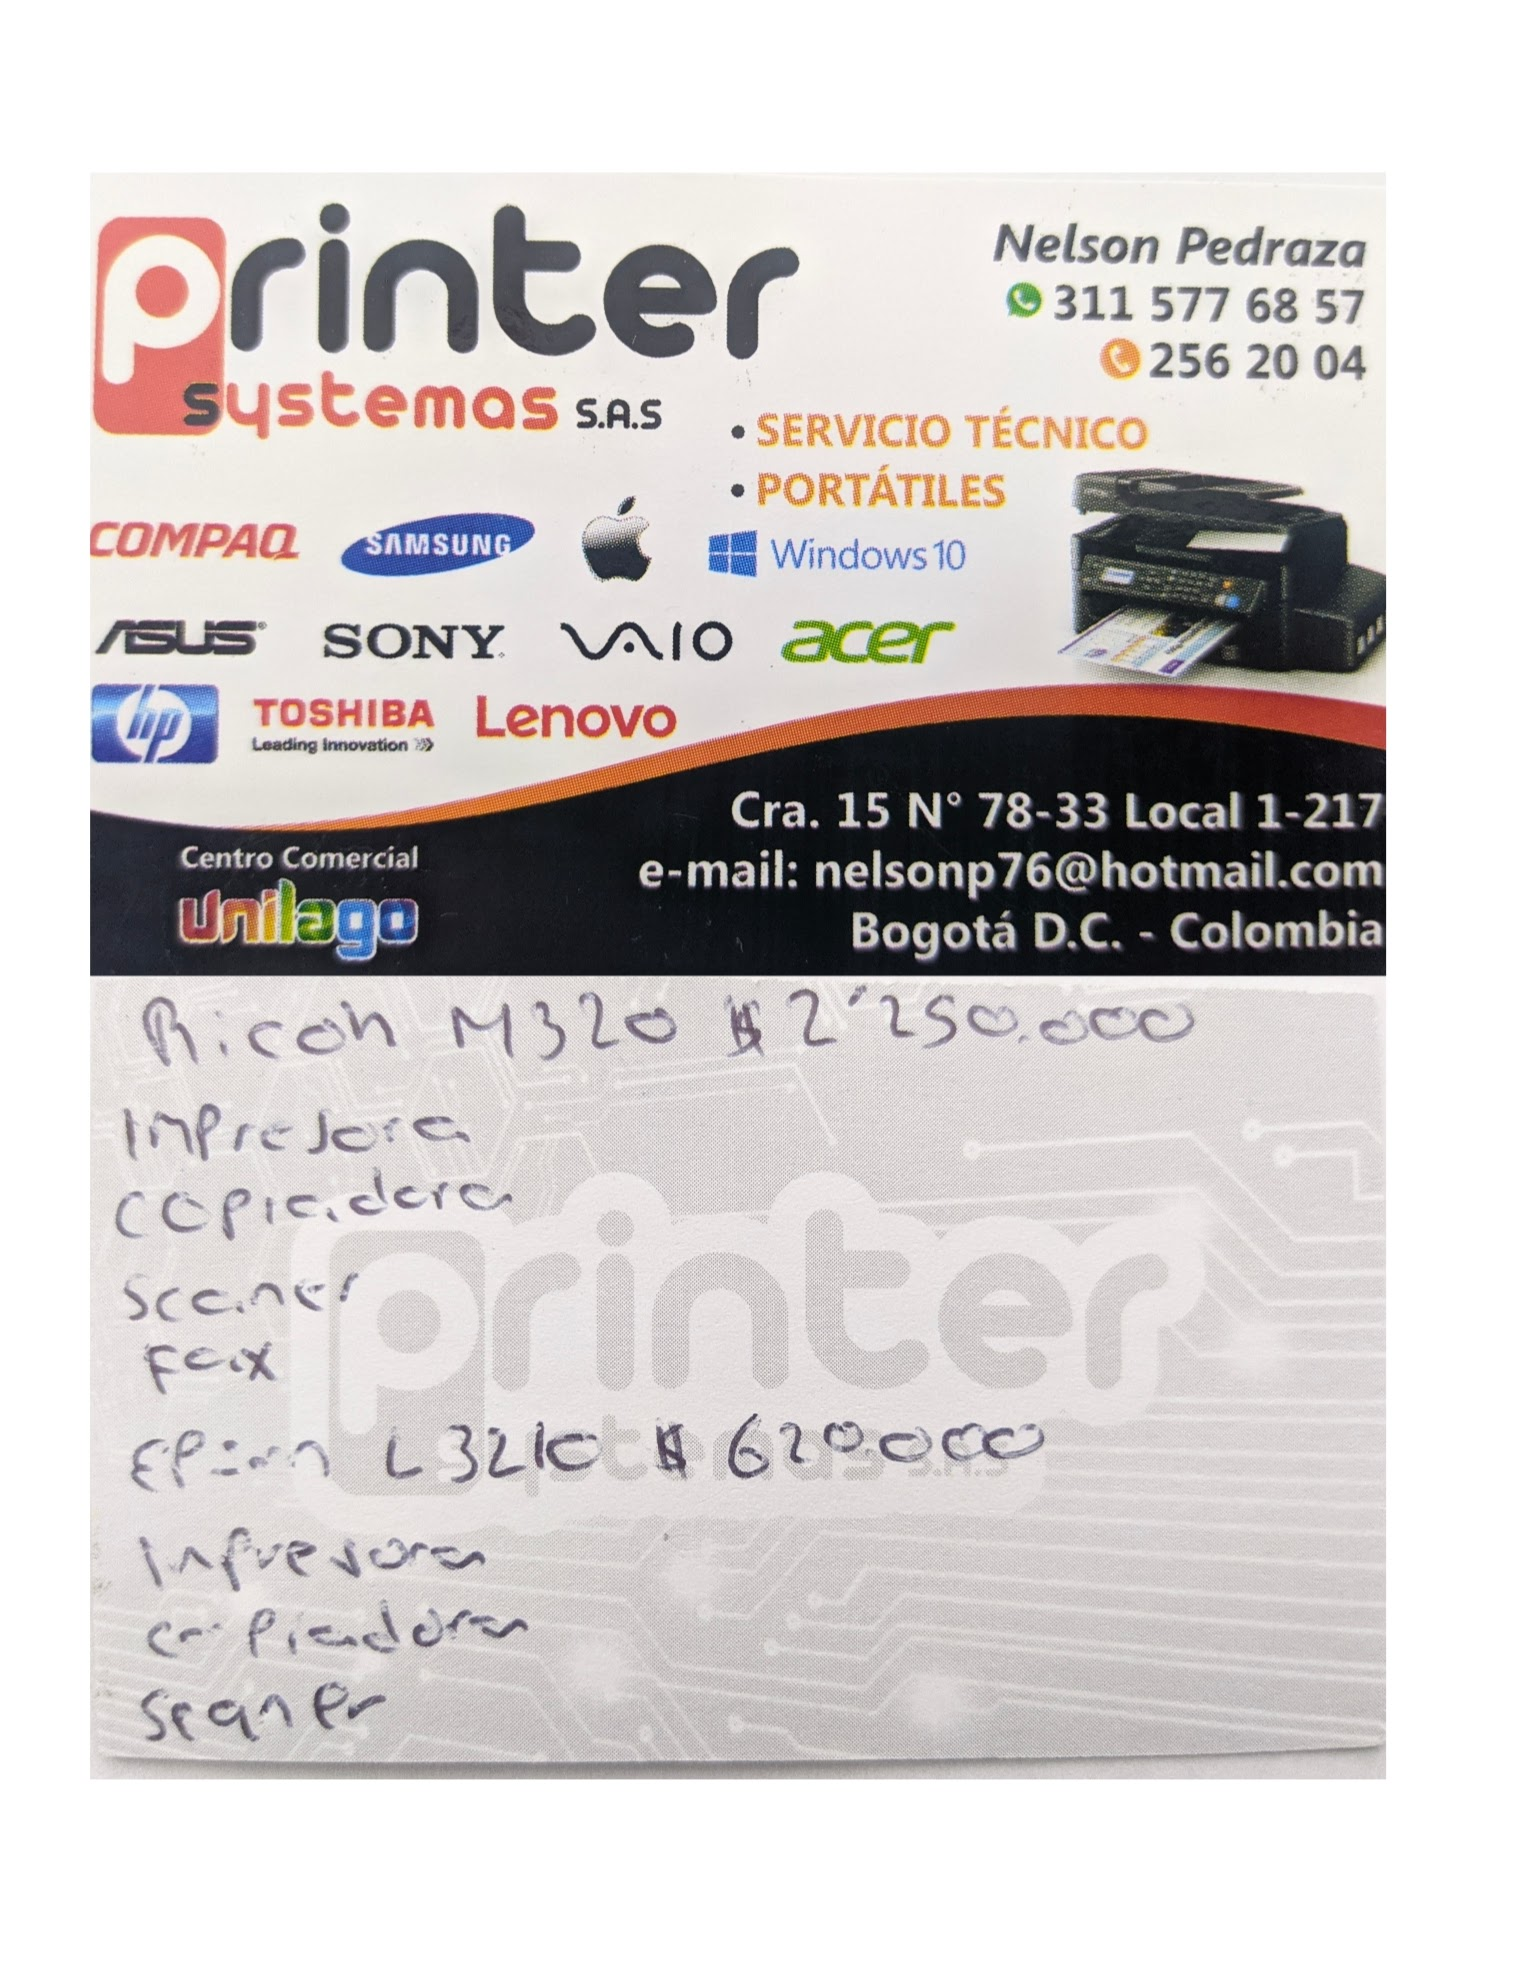 printer
systemas S.A.S
Nelson Pedraza
311 577 68 57
256 20 04
• SERVICIO TÉCNICO
• PORTÁTILES
COMPAQ SAMSUNG Windows 10
ASUS SONY VAIO acer
hp TOSHIBA Lenovo
Leading Innovation
Cra. 15 N° 78-33 Local 1-217
e-mail: nelsonp76@hotmail.com
Bogotá D.C. - Colombia
Centro Comercial
unilago
Ricoh M320 $ 2'250.000
Impresora
Copiadora
Scaner
Fax
Epson L3210 $ 620.000
Impresora
Copiadora
Scaner
printer
systemas S.A.S